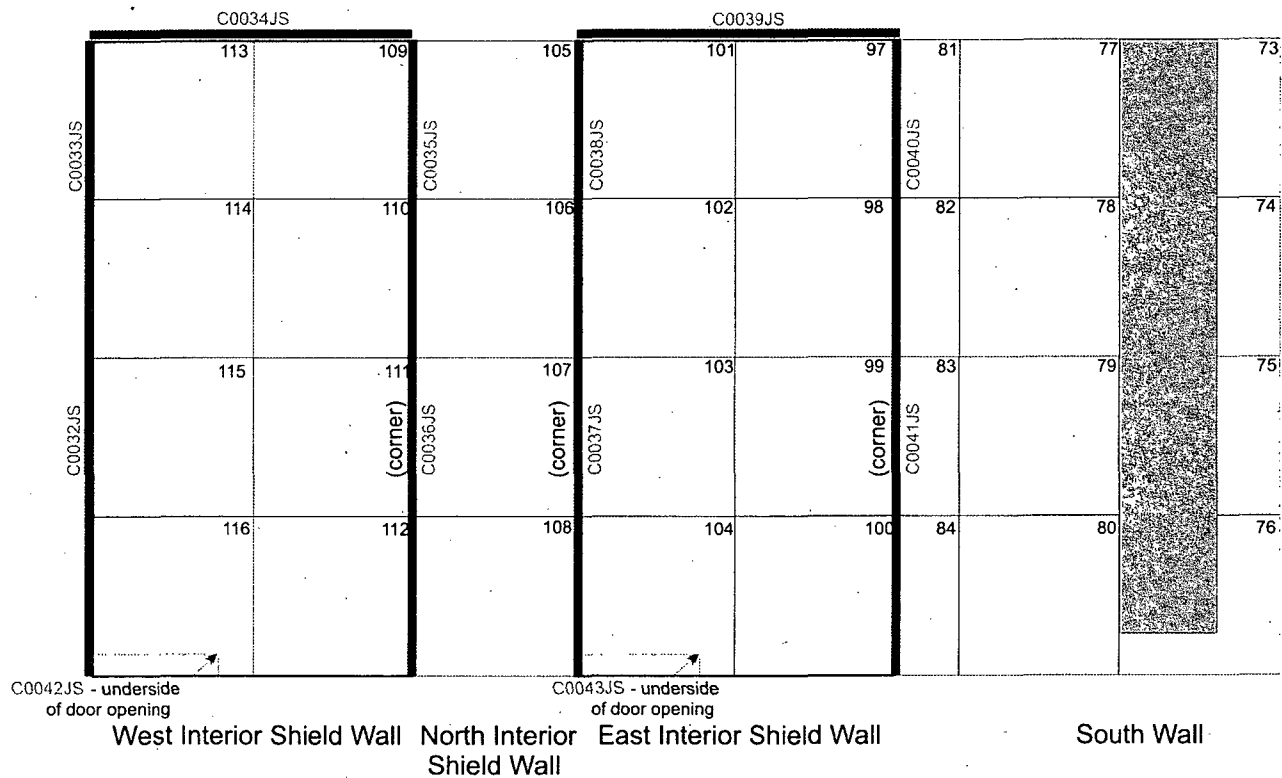 C0034JS
C0039JS
113
109
105
101
97
81
77
73
C0033JS
C0035JS
C0038JS
C0040JS
114
110
106
102
98
82
78
74
115
111
107
103
99
83
79
75
C0032JS
(corner)
C0036JS
(corner)
C0037JS
(corner)
C0041JS
116
112
108
104
100
84
80
76
C0042JS - underside
of door opening
C0043JS - underside
of door opening
West Interior Shield Wall
North Interior
Shield Wall
East Interior Shield Wall
South Wall